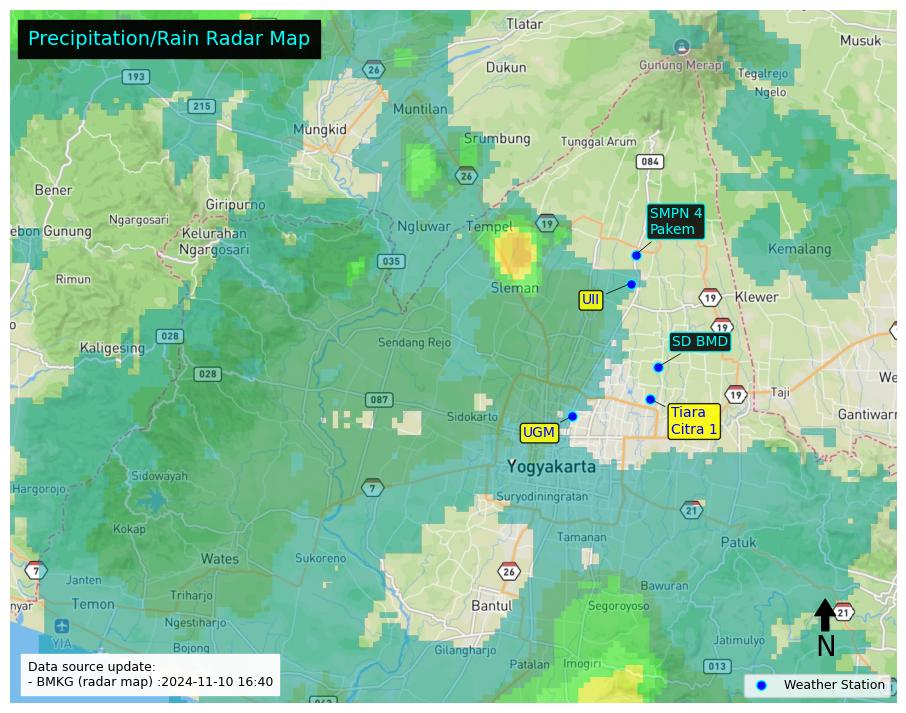 Precipitation/Rain Radar Map
Tlatar
Musuk
Dukun
Gunung Merapi
Tegalrejo
Ngelo
26
193
215
Muntilan
Mungkid
Srumbung
Tunggal Arum
084
26
Bener
Giripurno
Ngargosari
ebon Gunung
Kelurahan
Ngargosari
Ngluwar
Tempel
19
SMPN 4
Pakem
Kemalang
035
Rimun
Sleman
UII
19
Klewer
19
028
Kaligesing
Sendang Rejo
SD BMD
028
We
087
Sidokarto
19
Taji
Tiara
Citra 1
Gantiwarn
UGM
Yogyakarta
Sidowayah
Hargorojo
7
Suryodiningratan
21
Kokap
Tamanan
Patuk
Wates
Sukoreno
7
26
Janten
Bawuran
nyar
Temon
Triharjo
Bantul
Segoroyoso
21
Ngestiharjo
YIA
Bojong
Gilangharjo
Jatimulyo
N
Patalan
Imogiri
013
Data source update:
- BMKG (radar map) :2024-11-10 16:40
Weather Station